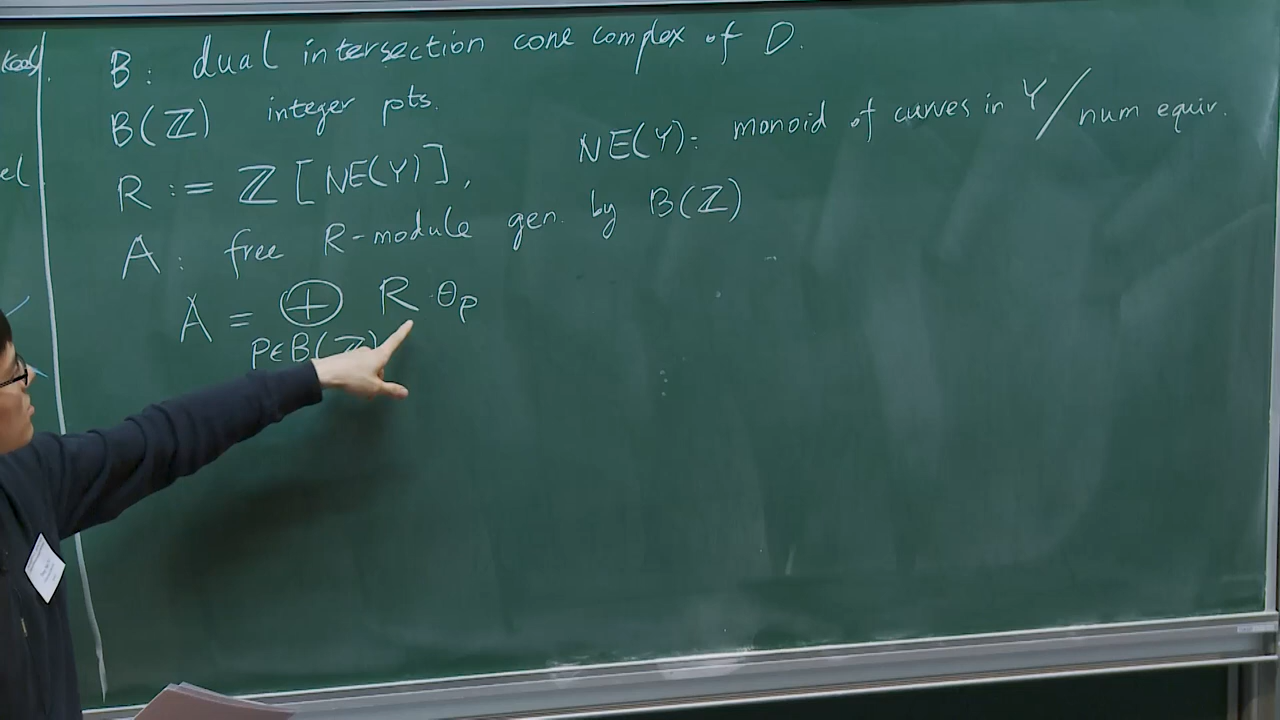 B: dual intersection cone complex of D.
B(ℤ) integer pts.
R := ℤ[NE(Y)], NE(Y): monoid of curves in Y/num equiv.
A: free R-module gen. by B(ℤ)
A = ⊕ R·θ_p
p∈B(ℤ)